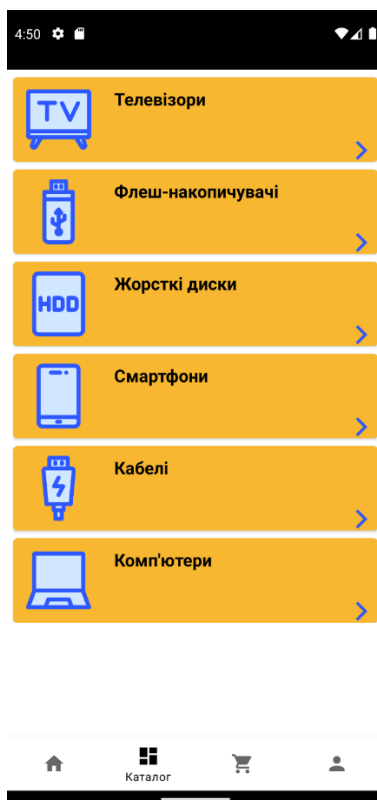 4:50
TV
Телевізори
Флеш-накопичувачі
HDD
Жорсткі диски
Смартфони
Кабелі
Комп'ютери
Каталог